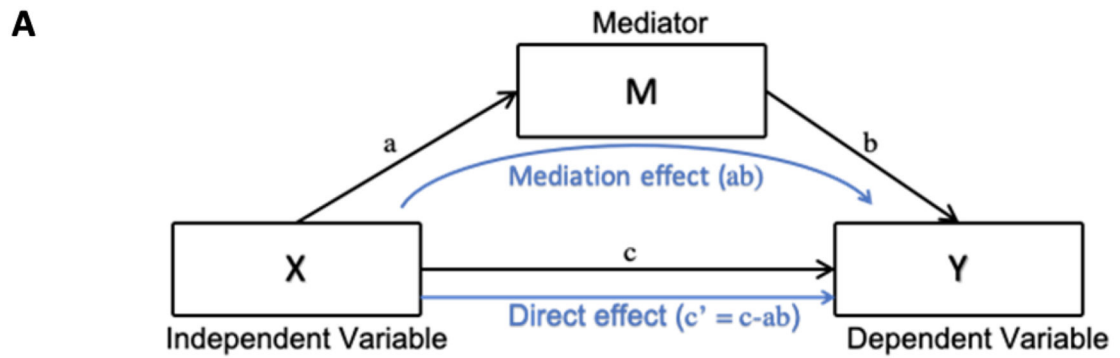 A
Mediator
M
a
b
Mediation effect (ab)
X
c
Y
Direct effect (c’ = c-ab)
Independent Variable
Dependent Variable